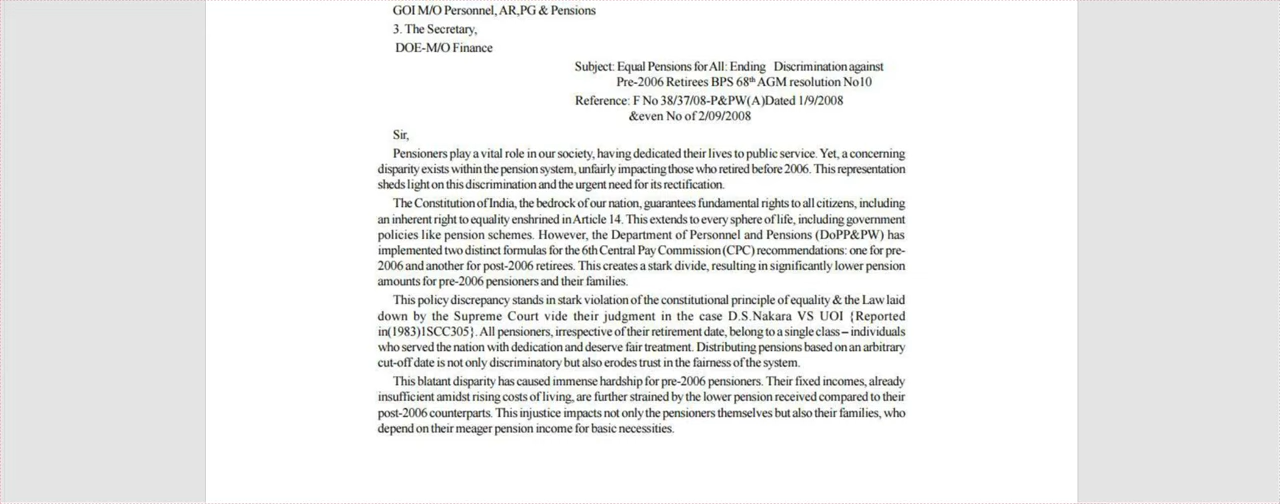 GOI M/O Personnel, AR,PG & Pensions
3. The Secretary,
DOE-M/O Finance
Subject: Equal Pensions for All: Ending Discrimination against
Pre-2006 Retirees BPS 68th AGM resolution No10
Reference: F No 38/37/08-P&PW(A)Dated 1/9/2008
&even No of 2/09/2008
Sir,
Pensioners play a vital role in our society, having dedicated their lives to public service. Yet, a concerning
disparity exists within the pension system, unfairly impacting those who retired before 2006. This representation
sheds light on this discrimination and the urgent need for its rectification.
The Constitution of India, the bedrock of our nation, guarantees fundamental rights to all citizens, including
an inherent right to equality enshrined in Article 14. This extends to every sphere of life, including government
policies like pension schemes. However, the Department of Personnel and Pensions (DoPP&PW) has
implemented two distinct formulas for the 6th Central Pay Commission (CPC) recommendations: one for pre-
2006 and another for post-2006 retirees. This creates a stark divide, resulting in significantly lower pension
amounts for pre-2006 pensioners and their families.
This policy discrepancy stands in stark violation of the constitutional principle of equality & the Law laid
down by the Supreme Court vide their judgment in the case D.S.Nakara VS UOI {Reported
in(1983)1SCC305}. All pensioners, irrespective of their retirement date, belong to a single class – individuals
who served the nation with dedication and deserve fair treatment. Distributing pensions based on an arbitrary
cut-off date is not only discriminatory but also erodes trust in the fairness of the system.
This blatant disparity has caused immense hardship for pre-2006 pensioners. Their fixed incomes, already
insufficient amidst rising costs of living, are further strained by the lower pension received compared to their
post-2006 counterparts. This injustice impacts not only the pensioners themselves but also their families, who
depend on their meager pension income for basic necessities.